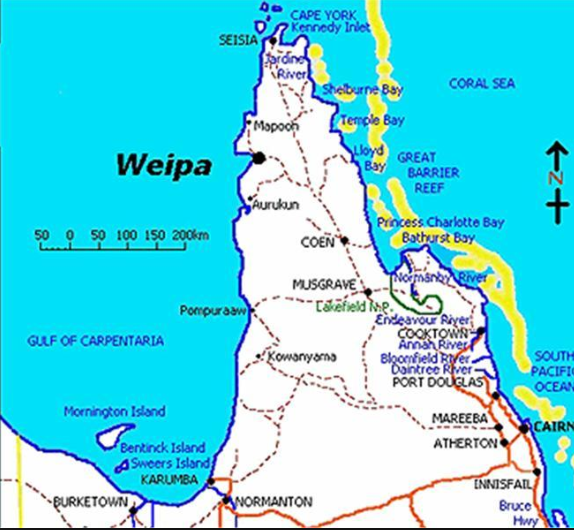 CAPE YORK
Kennedy Inlet
SEISIA
Jardine
River
CORAL SEA
Shelburne Bay
Temple Bay
Mapoon
Lloyd
Bay
GREAT
BARRIER
REEF
Weipa
N
Aurukun
Princess Charlotte Bay
Bathurst Bay
50 0 50 100 150 200km
COEN
Normanby River
MUSGRAVE
Lakefield N.P.
Pompuraaw
Endeavour River
COOKTOWN
Annan River
GULF OF CARPENTARIA
Kowanyama
Bloomfield River
Daintree River
SOUTH
PACIFIC
OCEAN
PORT DOUGLAS
Mornington Island
MAREEBA
CAIRN
ATHERTON
Bentinck Island
Sweers Island
KARUMBA
INNISFAIL
BURKETOWN
NORMANTON
Bruce
Hwy